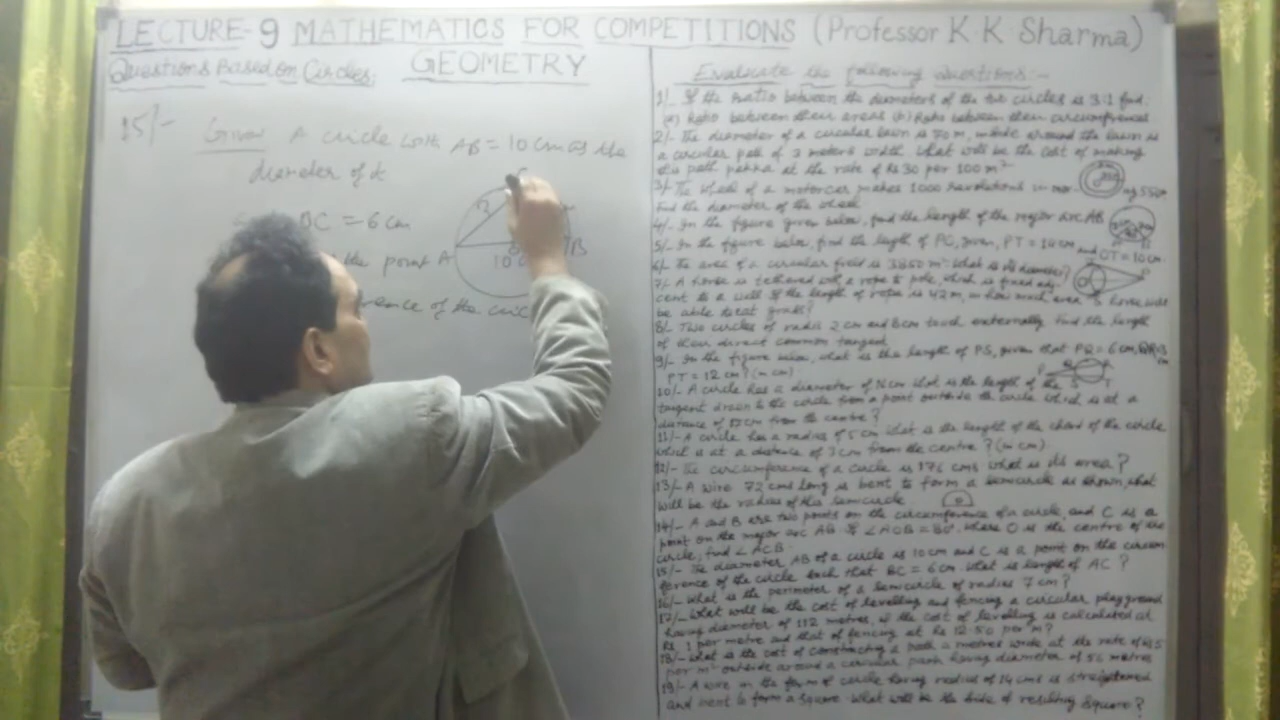 LECTURE-9 MATHEMATICS FOR COMPETITIONS (Professor K.K Sharma)
GEOMETRY
Questions Based on Circles:
15/- Given A circle with AB = 10 cm as the
diameter of it
BC = 6 cm
the point A
of the circ
A
B
10
Evaluate the following Questions:-
1/- If the ratio between the diameters of the two circles is 3:1 find.
(a) Ratio between their areas (b) Ratio between their circumferences
2/- The diameter of a circular lawn is 70 m, around the lawn is
a circular path of 3 meters width. What will be the cost of making
path pakka at the rate of Rs 30 per 100 m²
3/- The wheel of a motorcar makes 1000 revolutions in
Find the diameter of the wheel
4/- In the figure given below, find the length of the major arc AB
5/- In the figure below, find the length of PC, given, PT = 14 cm and OT = 10 cm.
6/- The area of a circular field is 3850 m². What is its diameter?
7/- A horse is tethered with a rope to pole, which is fixed adj
cent to a well If the length of rope is 42 m, in how much area horse will
be able to eat grass?
8/- Two circles of radii 2 cm and 8 cm touch externally Find the length
of their direct common tangent
9/- In the figure below, what is the length of PS, given that PQ = 6 cm,
PT = 12 cm? (in cm)
10/- A circle has a diameter of 16 cm what is the length of the
tangent drawn to the circle from a point outside the circle which is at a
distance of cm from the centre?
11/- A circle has a radius of 5 cm what is the length of the chord of the circle
which is at a distance of 3 cm from the centre? (in cm)
12/- The circumference of a circle is 176 cms what is its area?
13/- A wire 72 cms long is bent to form a semicircle as shown, what
will be the radius of this semicircle
14/- A and B are two points on the circumference of a circle and C is a
point on the major arc AB If ∠AOB = 80° where O is the centre of the
circle, find ∠ACB
15/- The diameter AB of a circle is 10 cm and C is a point on the circum
ference of the circle such that BC = 6 cm. what is length of AC?
16/- What is the perimeter of a semicircle of radius 7 cm?
17/- What will be the cost of levelling and fencing a circular playground
having diameter of 112 metres, if the cost of levelling is calculated at
Rs. 1 per metre and that of fencing at Rs 12.50 per m?
18/- What is the cost of constructing a path metres wide at the rate of Rs 5
per m² outside around a circular park having diameter of 56 metres
19/- A wire in the form of circle having radius of 14 cms is straightened
and bent to form a square. What will be the side of resulting square?